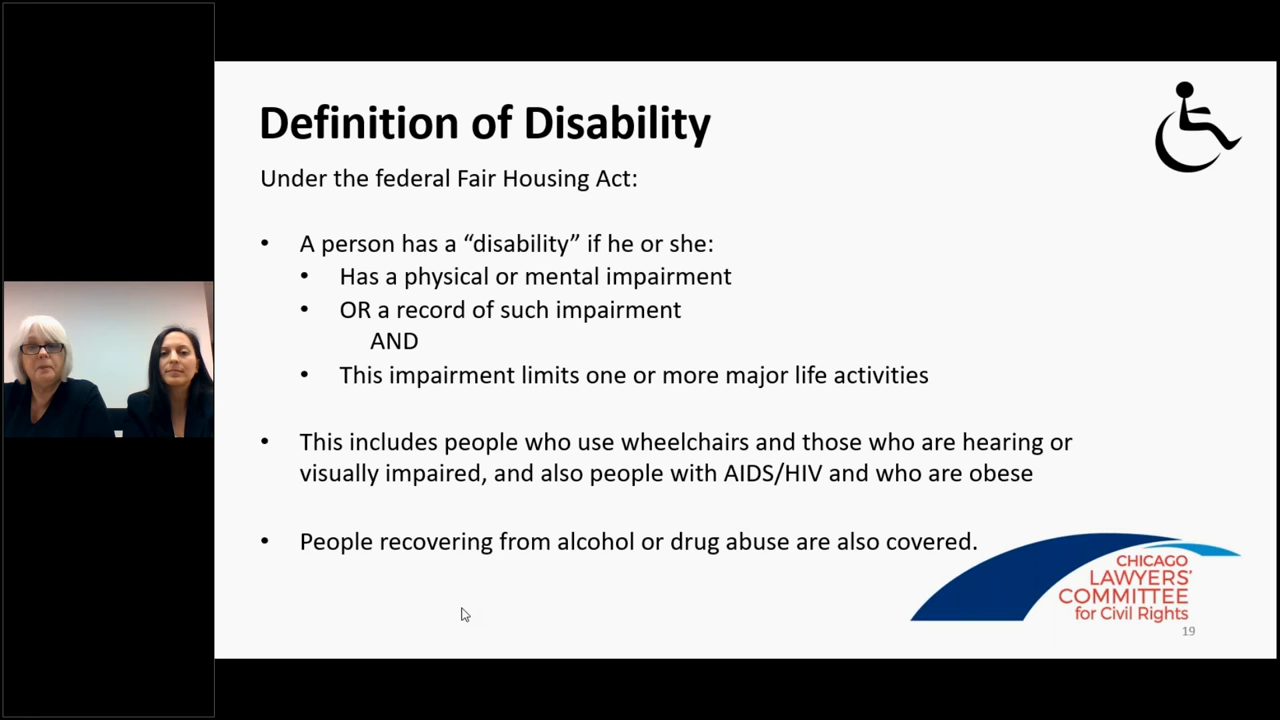 Definition of Disability
Under the federal Fair Housing Act:
• A person has a “disability” if he or she:
• Has a physical or mental impairment
• OR a record of such impairment
AND
• This impairment limits one or more major life activities
• This includes people who use wheelchairs and those who are hearing or
visually impaired, and also people with AIDS/HIV and who are obese
• People recovering from alcohol or drug abuse are also covered.
CHICAGO
LAWYERS’
COMMITTEE
for Civil Rights
19